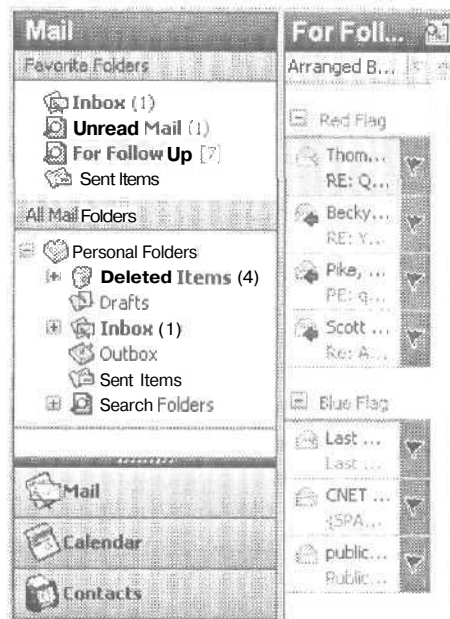 Mail
Favorite Folders
Inbox (1)
Unread Mail (1)
For Follow Up [7]
Sent Items
All Mail Folders
Personal Folders
Deleted Items (4)
Drafts
Inbox (1)
Outbox
Sent Items
Search Folders
Mail
Calendar
Contacts
For Foll...
Arranged B...
Red Flag
Thom...
RE: Q...
Becky...
RE: Y...
Pike, ...
PE: q...
Scott ...
Re: A...
Blue Flag
Last ...
Last ...
CNET ...
{SPA...
public...
Public...